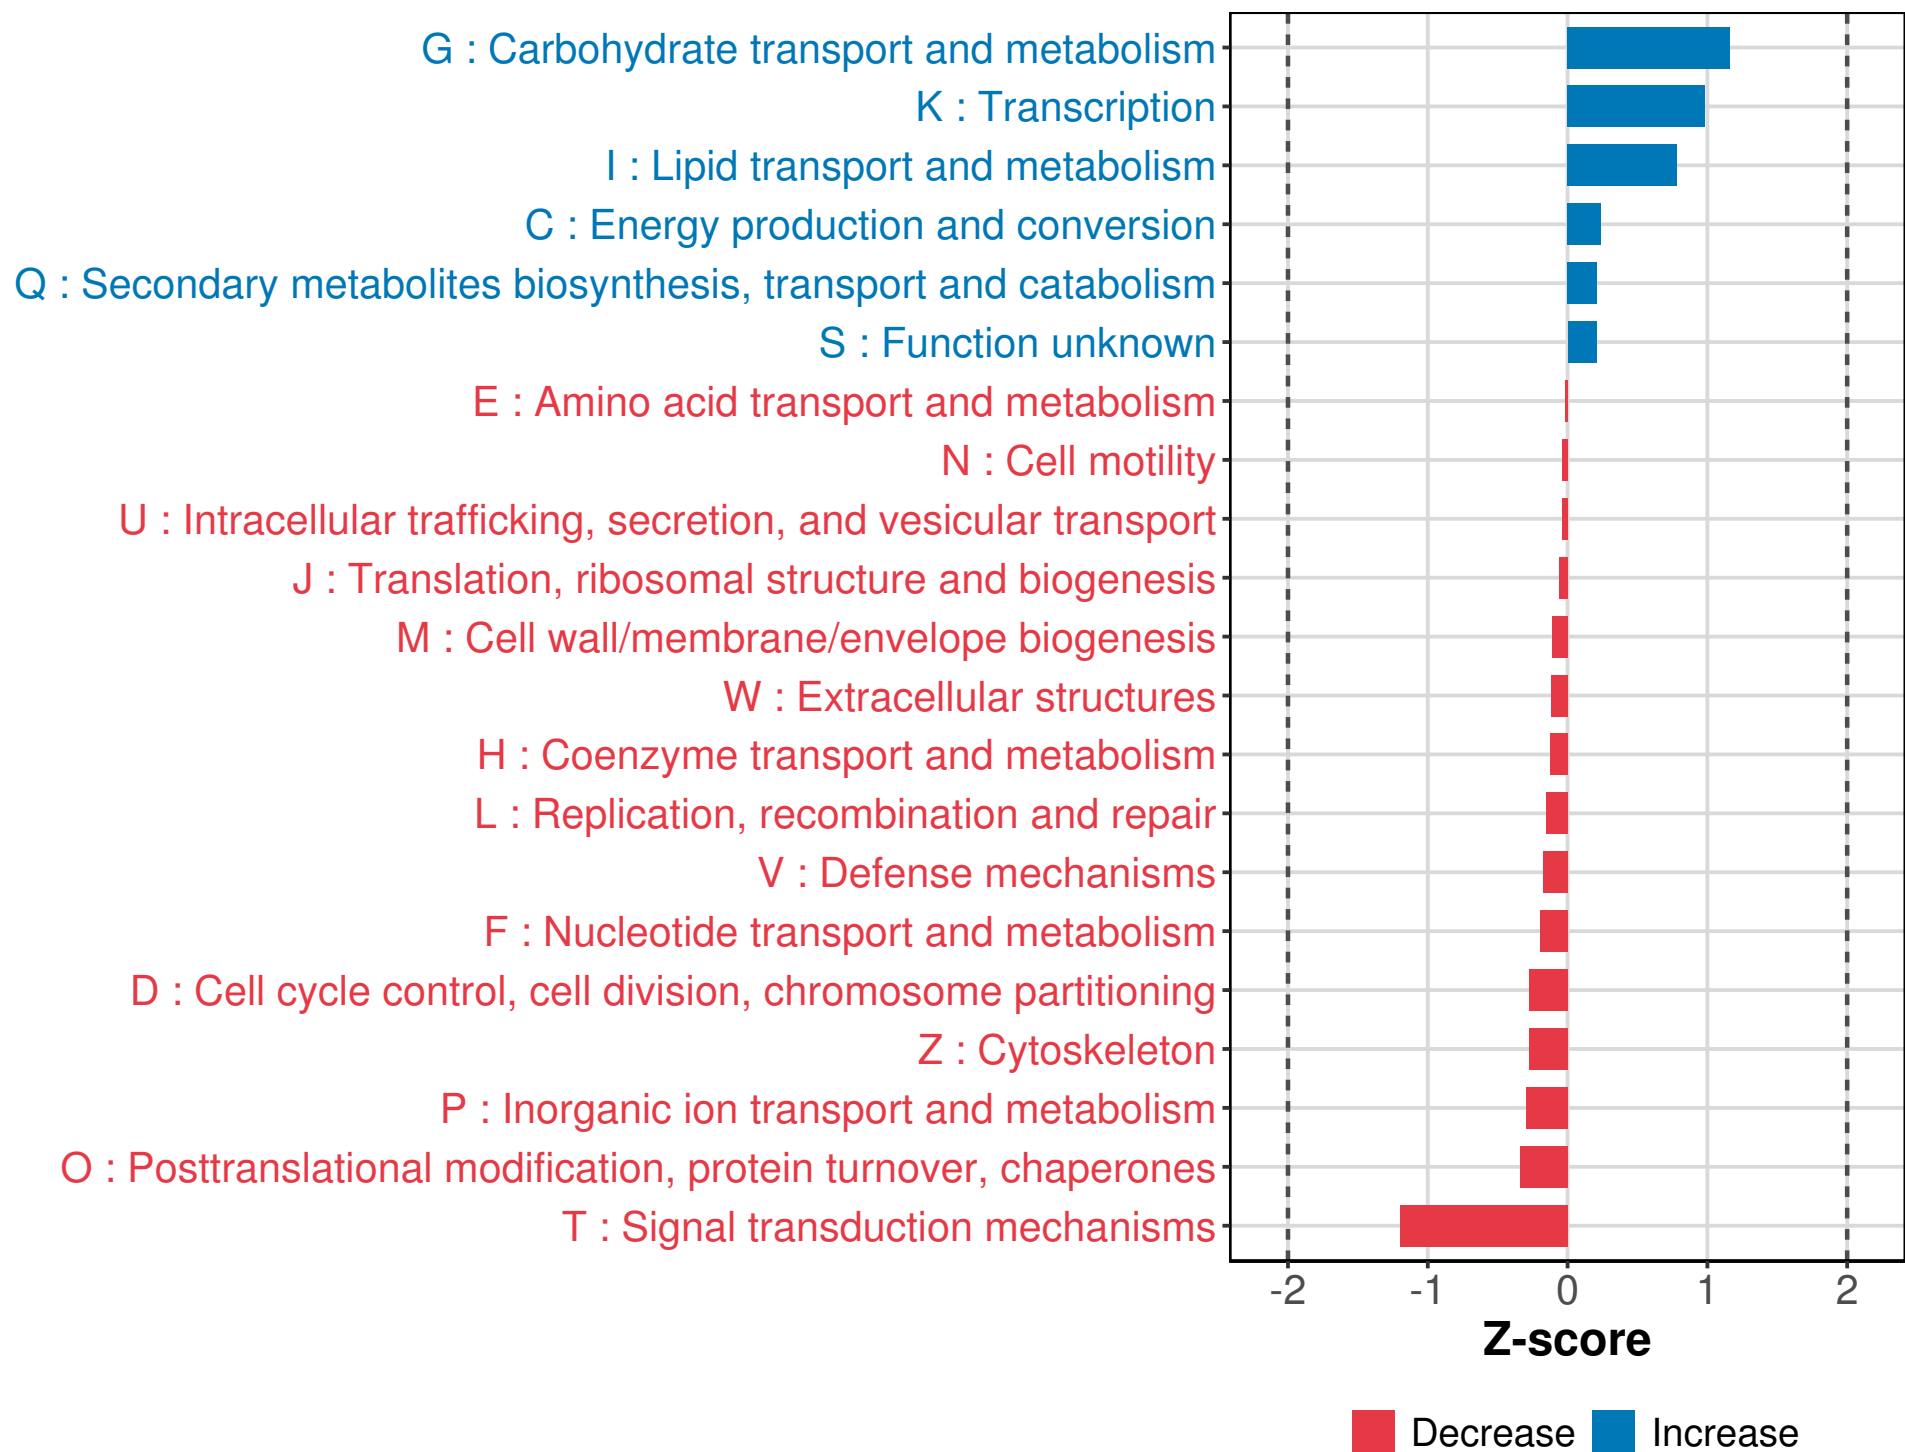 G : Carbohydrate transport and metabolism
K : Transcription
I : Lipid transport and metabolism
C : Energy production and conversion
Q : Secondary metabolites biosynthesis, transport and catabolism
S : Function unknown
E : Amino acid transport and metabolism
N : Cell motility
U : Intracellular trafficking, secretion, and vesicular transport
J : Translation, ribosomal structure and biogenesis
M : Cell wall/membrane/envelope biogenesis
W : Extracellular structures
H : Coenzyme transport and metabolism
L : Replication, recombination and repair
V : Defense mechanisms
F : Nucleotide transport and metabolism
D : Cell cycle control, cell division, chromosome partitioning
Z : Cytoskeleton
P : Inorganic ion transport and metabolism
O : Posttranslational modification, protein turnover, chaperones
T : Signal transduction mechanisms
-2 -1 0 1 2
Z-score
Decrease Increase